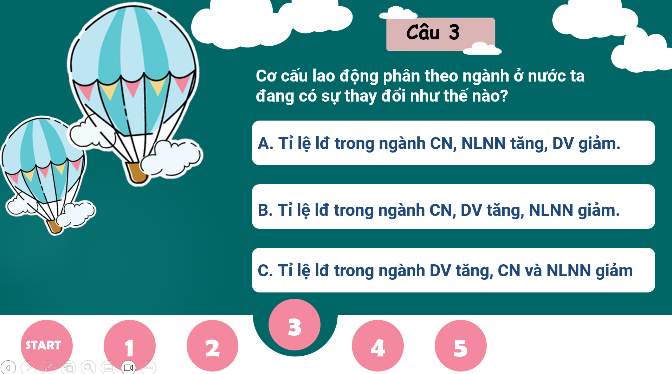 Câu 3
Cơ cấu lao động phân theo ngành ở nước ta
đang có sự thay đổi như thế nào?
A. Tỉ lệ lđ trong ngành CN, NLNN tăng, DV giảm.
B. Tỉ lệ lđ trong ngành CN, DV tăng, NLNN giảm.
C. Tỉ lệ lđ trong ngành DV tăng, CN và NLNN giảm
START
1
2
3
4
5